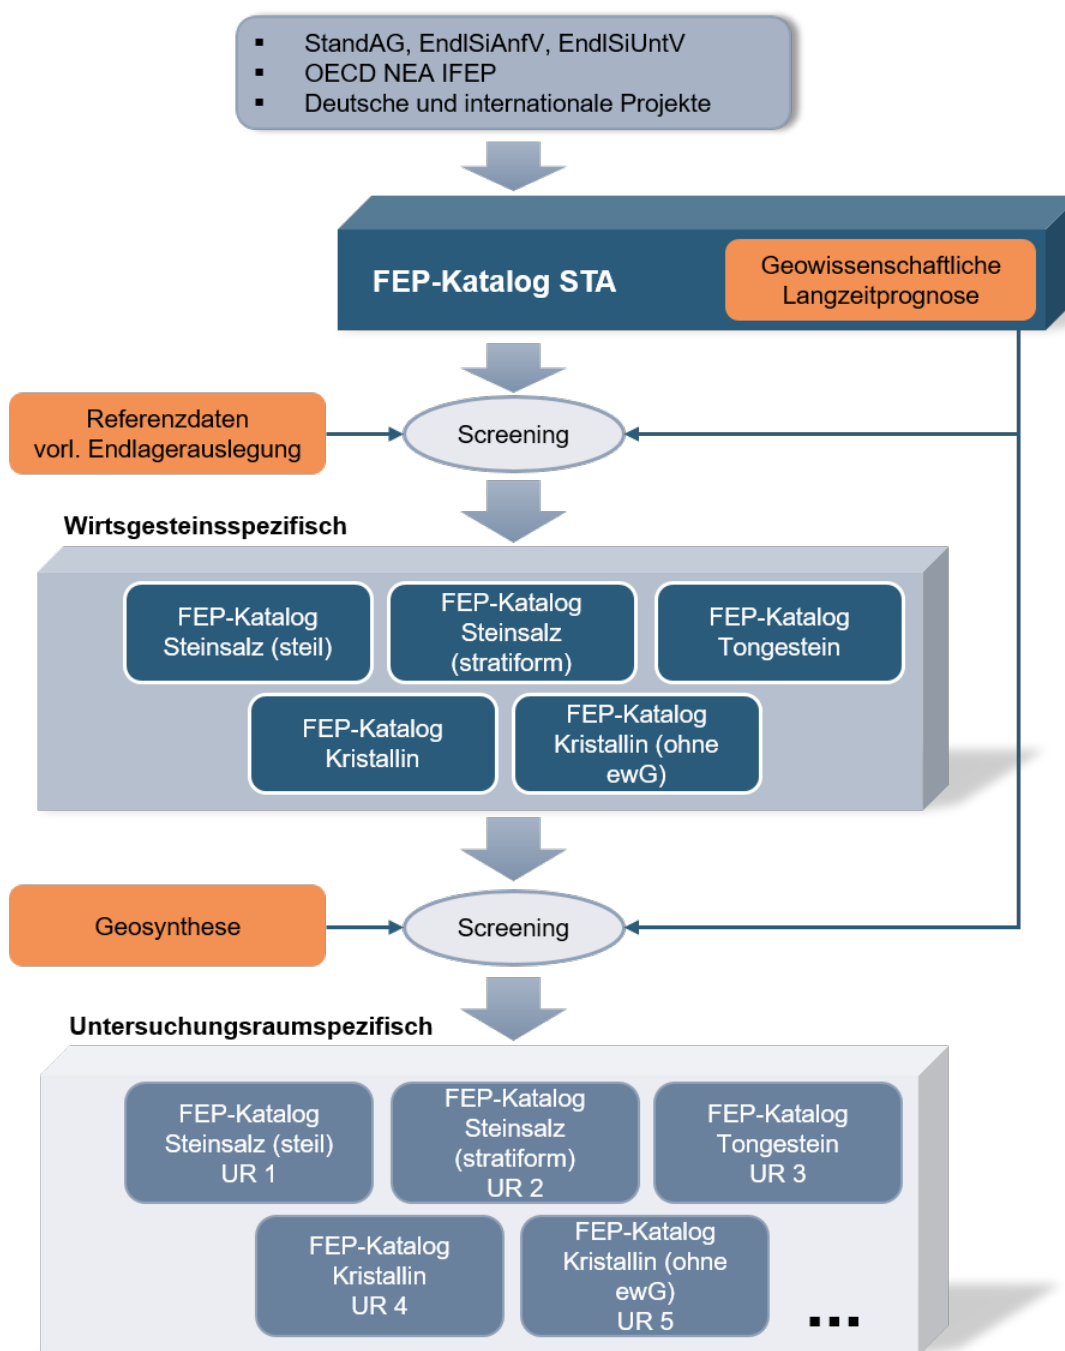 ▪ StandAG, EndlSiAnfV, EndlSiUntV
▪ OECD NEA IFEP
▪ Deutsche und internationale Projekte
FEP-Katalog STA
Geowissenschaftliche
Langzeitprognose
Referenzdaten
vorl. Endlagerauslegung
Screening
Wirtsgesteinsspezifisch
FEP-Katalog
Steinsalz (steil)
FEP-Katalog
Steinsalz
(stratiform)
FEP-Katalog
Tongestein
FEP-Katalog
Kristallin
FEP-Katalog
Kristallin (ohne
ewG)
Geosynthese
Screening
Untersuchungsraumspezifisch
FEP-Katalog
Steinsalz (steil)
UR 1
FEP-Katalog
Steinsalz
(stratiform)
UR 2
FEP-Katalog
Tongestein
UR 3
FEP-Katalog
Kristallin
UR 4
FEP-Katalog
Kristallin (ohne
ewG)
UR 5
...